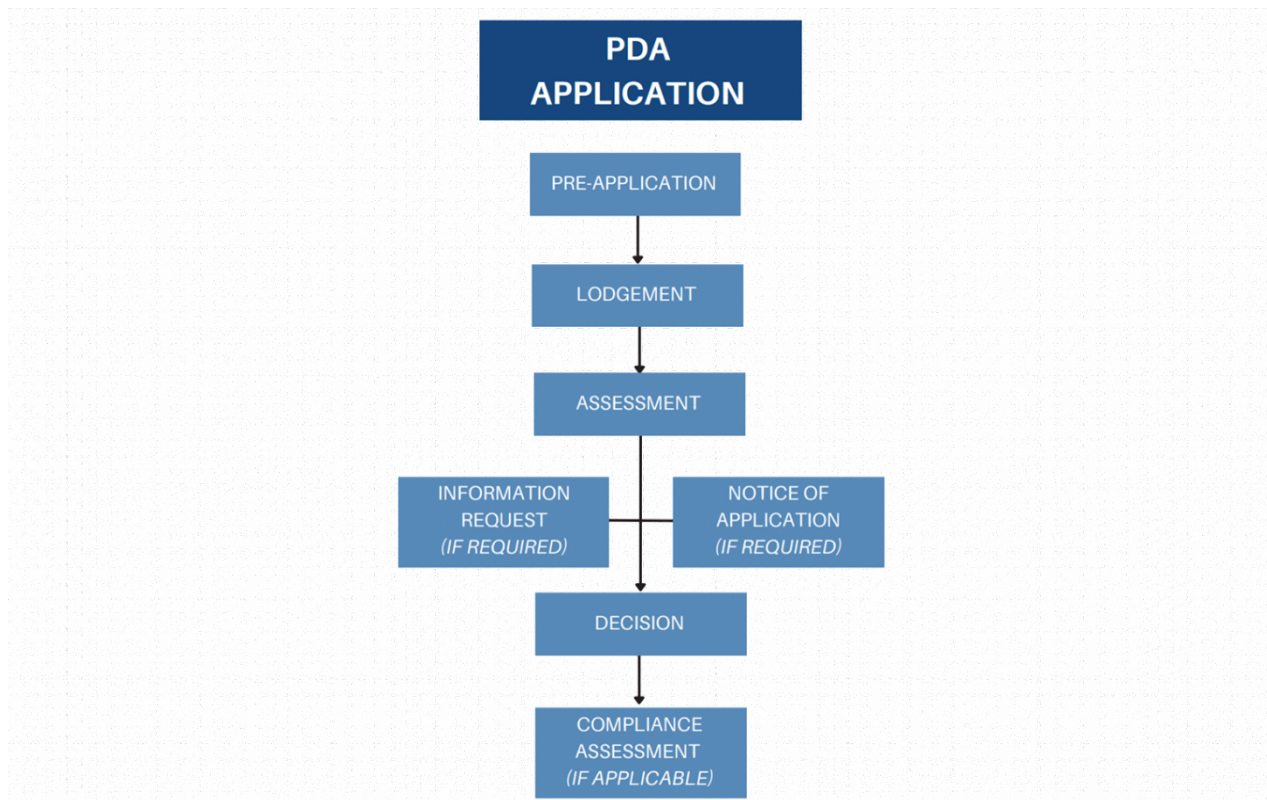 PDA
APPLICATION
PRE-APPLICATION
LODGEMENT
ASSESSMENT
INFORMATION
REQUEST
(IF REQUIRED)
NOTICE OF
APPLICATION
(IF REQUIRED)
DECISION
COMPLIANCE
ASSESSMENT
(IF APPLICABLE)